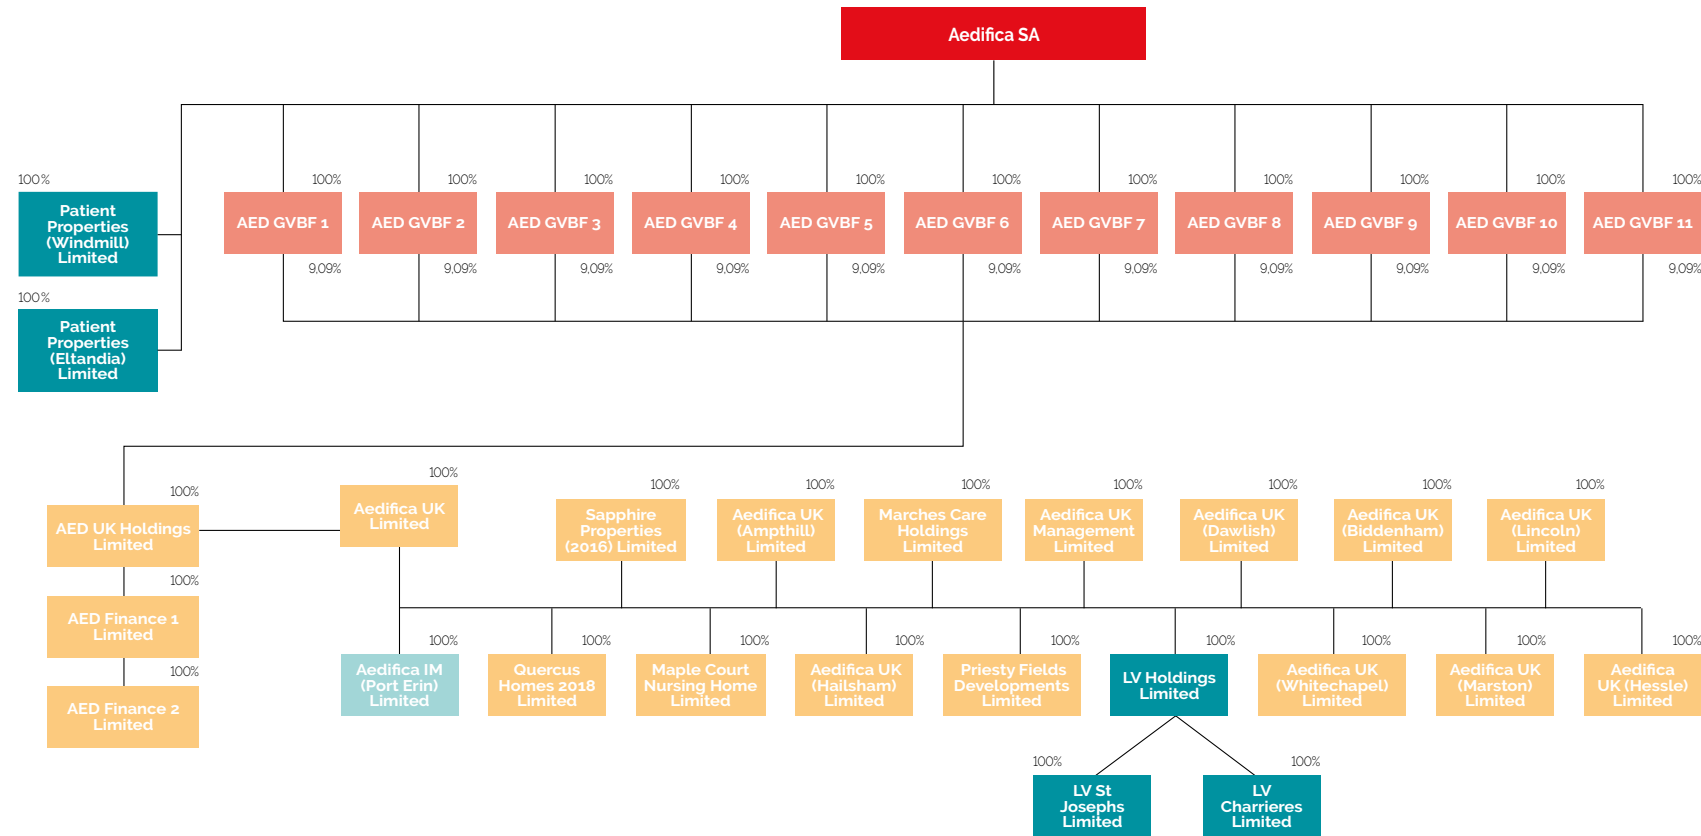 Aedifica SA
100%
Patient
Properties
(Windmill)
Limited
100%
Patient
Properties
(Eltandia)
Limited
100%
AED GVBF 1
9,09%
100%
AED GVBF 2
9,09%
100%
AED GVBF 3
9,09%
100%
AED GVBF 4
9,09%
100%
AED GVBF 5
9,09%
100%
AED GVBF 6
9,09%
100%
AED GVBF 7
9,09%
100%
AED GVBF 8
9,09%
100%
AED GVBF 9
9,09%
100%
AED GVBF 10
9,09%
100%
AED GVBF 11
9,09%
100%
AED UK Holdings
Limited
100%
AED Finance 1
Limited
100%
AED Finance 2
Limited
100%
Aedifica UK
Limited
100%
Sapphire
Properties
(2016) Limited
100%
Aedifica UK
(Ampthill)
Limited
100%
Marches Care
Holdings
Limited
100%
Aedifica UK
Management
Limited
100%
Aedifica UK
(Dawlish)
Limited
100%
Aedifica UK
(Biddenham)
Limited
100%
Aedifica UK
(Lincoln)
Limited
100%
Aedifica IM
(Port Erin)
Limited
100%
Quercus
Homes 2018
Limited
100%
Maple Court
Nursing Home
Limited
100%
Aedifica UK
(Hailsham)
Limited
100%
Priesty Fields
Developments
Limited
100%
LV Holdings
Limited
100%
Aedifica UK
(Whitechapel)
Limited
100%
Aedifica UK
(Marston)
Limited
100%
Aedifica
UK (Hessle)
Limited
100%
LV St
Josephs
Limited
100%
LV
Charrieres
Limited